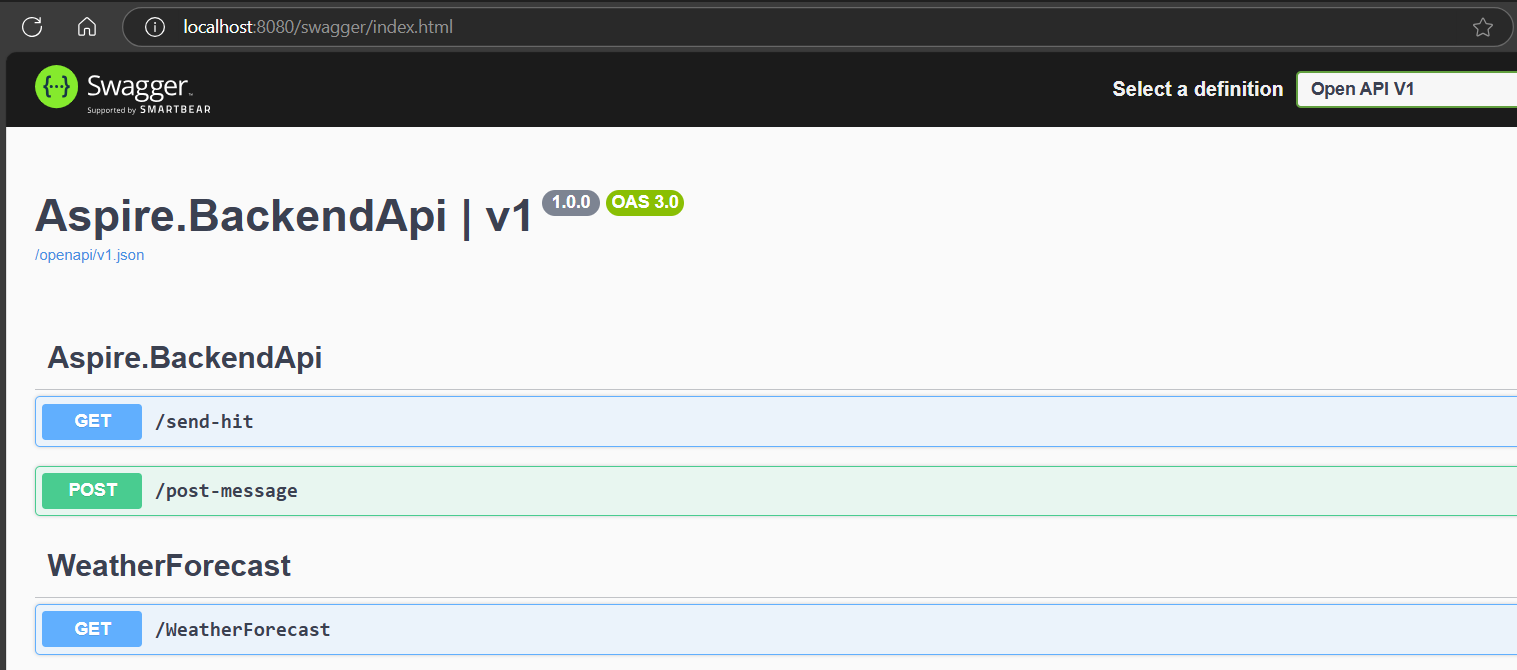 localhost:8080/swagger/index.html
{···} Swagger™
Supported by SMARTBEAR
Select a definition
Open API V1
Aspire.BackendApi | v1 1.0.0 OAS 3.0
/openapi/v1.json
Aspire.BackendApi
GET /send-hit
POST /post-message
WeatherForecast
GET /WeatherForecast